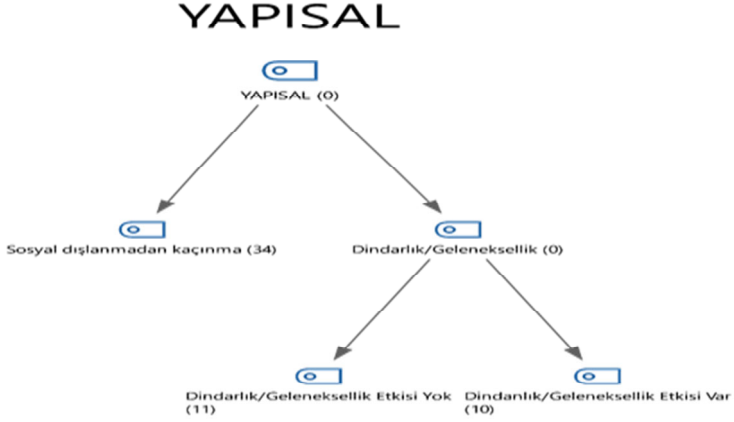 YAPISAL
YAPISAL (0)
Sosyal dışlanmadan kaçınma (34)
Dindarlık/Geleneksellik (0)
Dindarlık/Geleneksellik Etkisi Yok
(11)
Dindanlık/Geleneksellik Etkisi Var
(10)